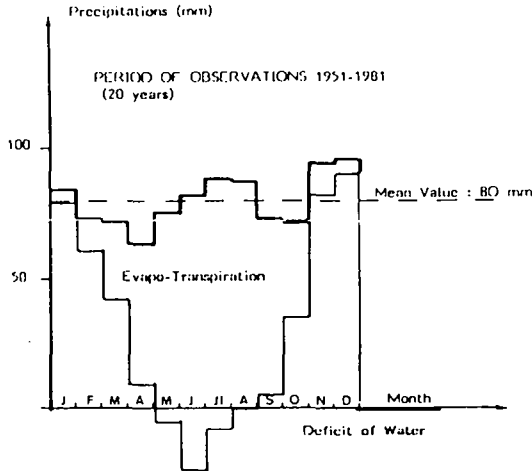 Precipitations (mm)
PERIOD OF OBSERVATIONS 1951-1981
(20 years)
100
Mean Value : 80 mm
50
Evapo-Transpiration
J F M A M J Jl A S O N D Month
Deficit of Water